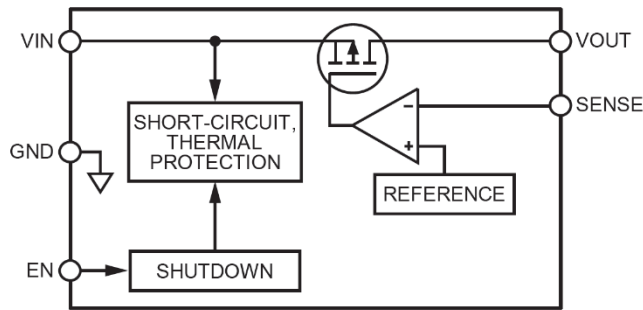 VIN
VOUT
SENSE
SHORT-CIRCUIT,
THERMAL
PROTECTION
GND
−
+
REFERENCE
EN
SHUTDOWN